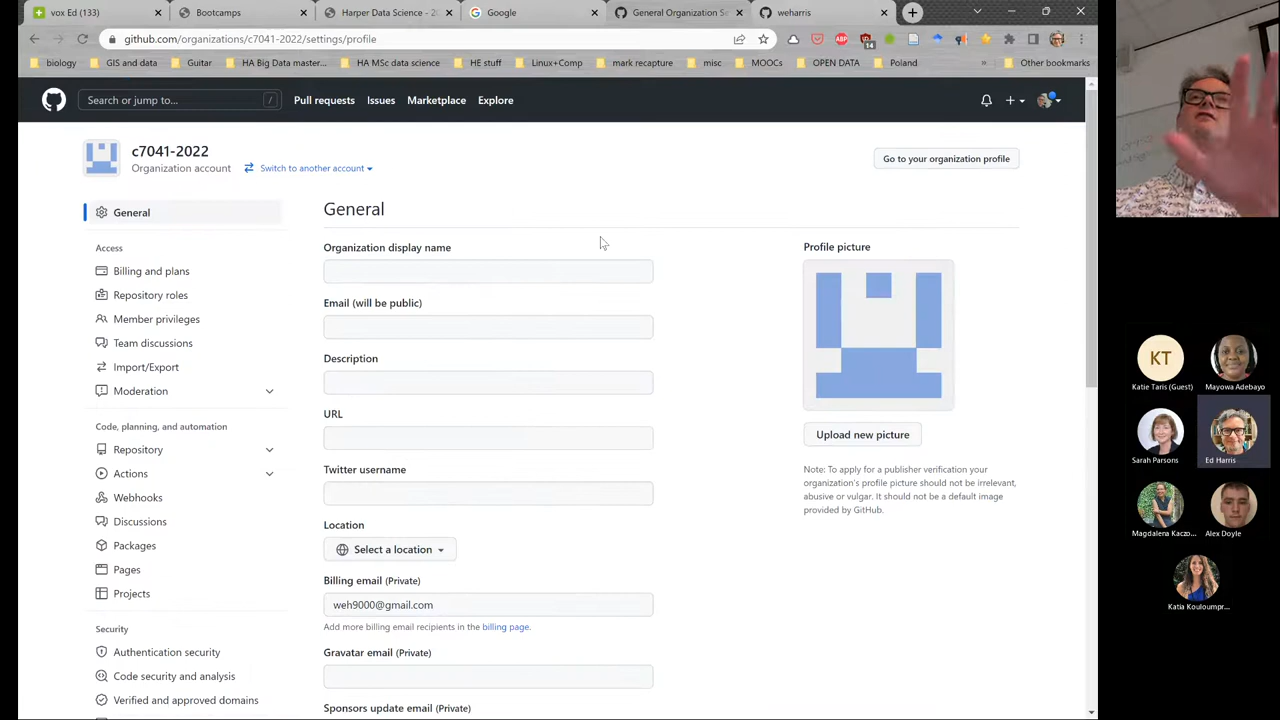 vox Ed (13)
Bootcamps
Harper Data Science - 2
Google
General Organization Se
weharris
github.com/organizations/c7041-2022/settings/profile
ABP
14
biology
GIS and data
Guitar
HA Big Data master...
HA MSc data science
HE stuff
Linux+Comp
mark recapture
misc
MOOCs
OPEN DATA
Poland
»
Other bookmarks
Search or jump to...
/
Pull requests
Issues
Marketplace
Explore
c7041-2022
Organization account
Switch to another account
Go to your organization profile
General
Access
Billing and plans
Repository roles
Member privileges
Team discussions
Import/Export
Moderation
Code, planning, and automation
Repository
Actions
Webhooks
Discussions
Packages
Pages
Projects
Security
Authentication security
Code security and analysis
Verified and approved domains
General
Organization display name
Email (will be public)
Description
URL
Twitter username
Location
Select a location
Billing email (Private)
weh9000@gmail.com
Add more billing email recipients in the billing page.
Gravatar email (Private)
Sponsors update email (Private)
Profile picture
Upload new picture
Note: To apply for a publisher verification your
organization's profile picture should not be irrelevant,
abusive or vulgar. It should not be a default image
provided by GitHub.
KT
Katie Taris (Guest)
Mayowa Adebayo
Sarah Parsons
Ed Harris
Magdalena Kaczo...
Alex Doyle
Katia Kouloumpr...